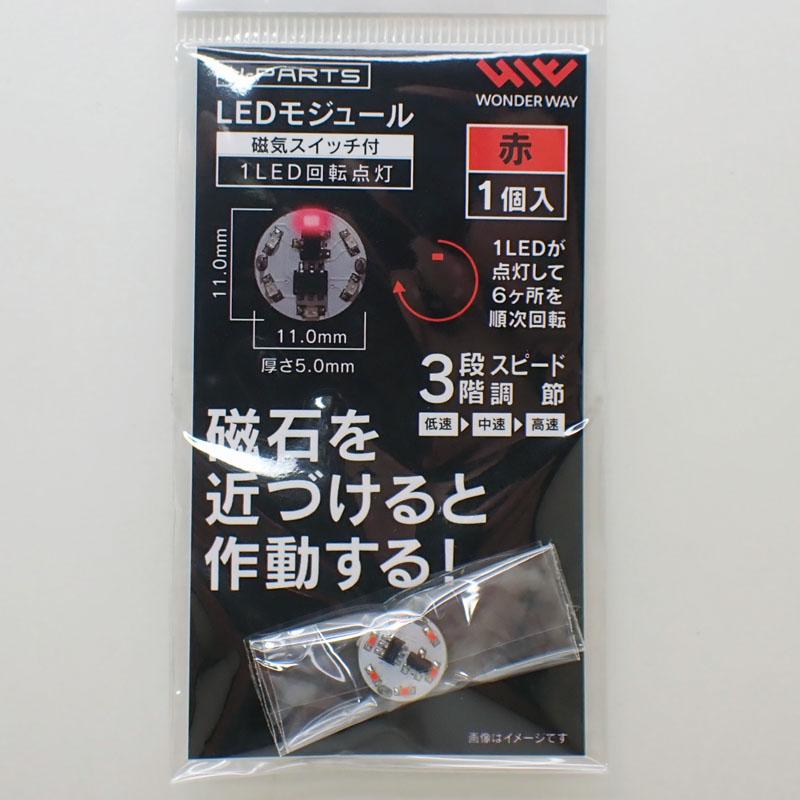 PARTS
WONDER WAY
LEDモジュール
磁気スイッチ付
1LED回転点灯
赤
1個入
11.0mm
11.0mm
厚さ5.0mm
1LEDが
点灯して
6ヶ所を
順次回転
3段階スピード調節
低速▶中速▶高速
磁石を
近づけると
作動する!
画像はイメージです